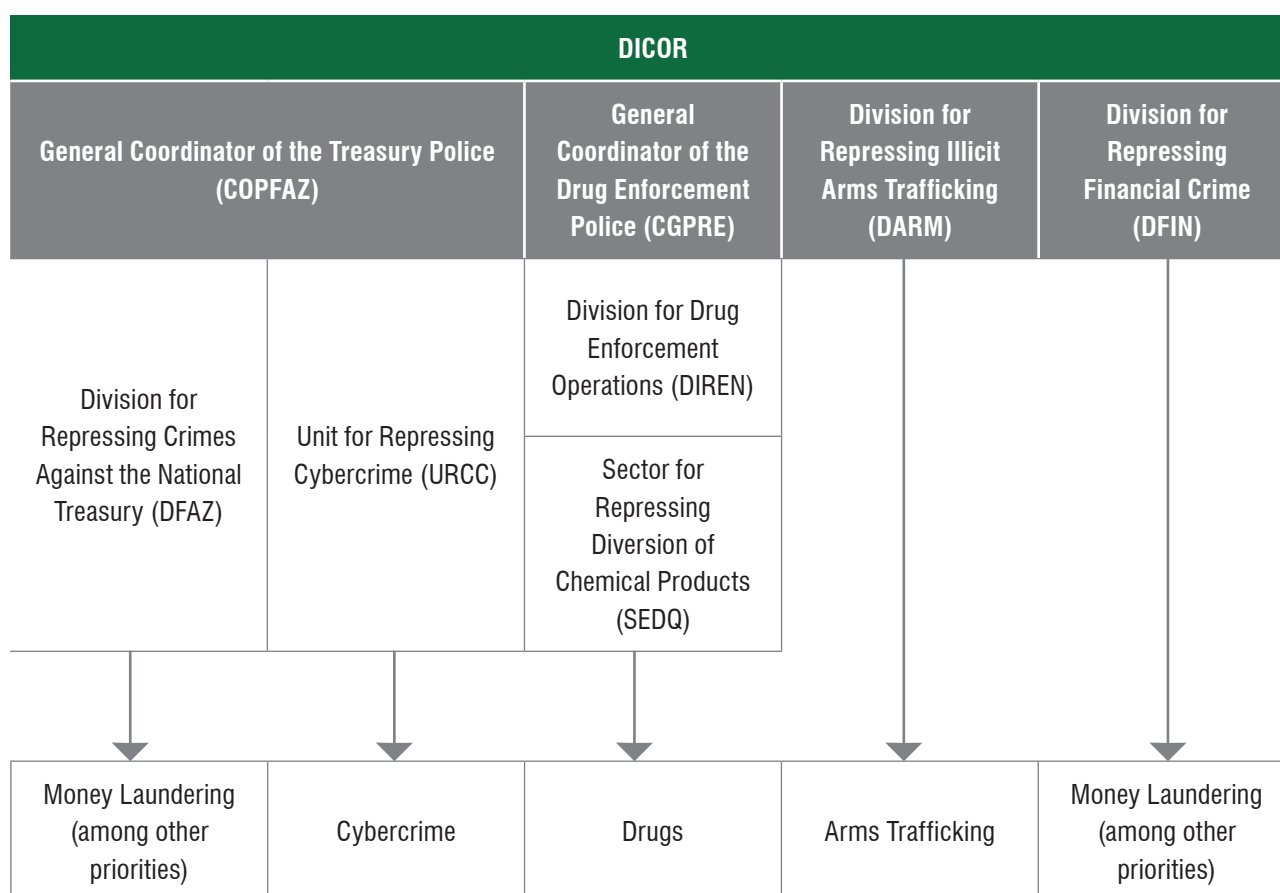 DICOR
General Coordinator of the Treasury Police
(COPFAZ)
General
Coordinator of the
Drug Enforcement
Police (CGPRE)
Division for
Repressing Illicit
Arms Trafficking
(DARM)
Division for
Repressing
Financial Crime
(DFIN)
Division for
Repressing Crimes
Against the National
Treasury (DFAZ)
Unit for Repressing
Cybercrime (URCC)
Division for Drug
Enforcement
Operations (DIREN)
Sector for
Repressing
Diversion of
Chemical Products
(SEDQ)
Money Laundering
(among other
priorities)
Cybercrime
Drugs
Arms Trafficking
Money Laundering
(among other
priorities)